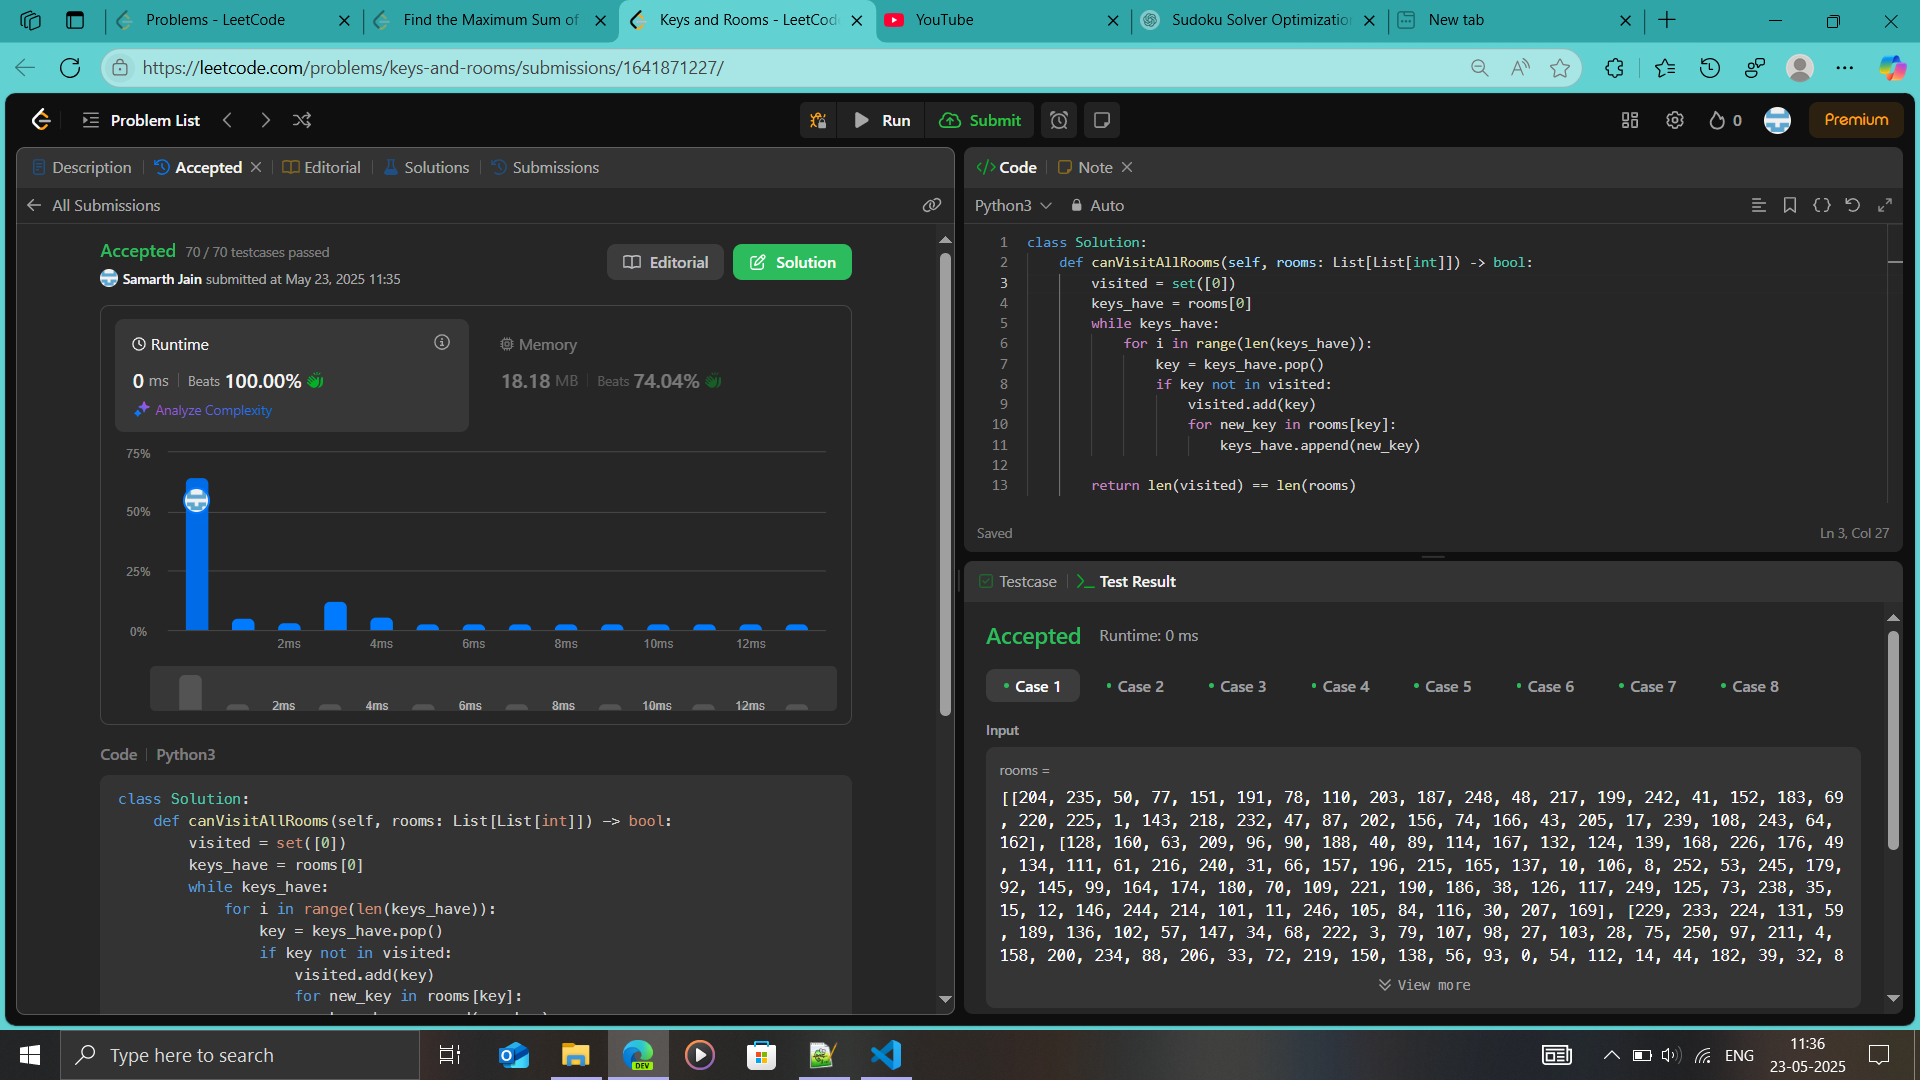 Problems - LeetCode
Find the Maximum Sum of
Keys and Rooms - LeetCod
YouTube
Sudoku Solver Optimizatio
New tab
https://leetcode.com/problems/keys-and-rooms/submissions/1641871227/
Problem List
Run
Submit
0
Premium
Description
Accepted
Editorial
Solutions
Submissions
All Submissions
Accepted 70 / 70 testcases passed
Samarth Jain submitted at May 23, 2025 11:35
Editorial
Solution
Runtime
0 ms | Beats 100.00%
Analyze Complexity
Memory
18.18 MB | Beats 74.04%
75%
50%
25%
0%
2ms 4ms 6ms 8ms 10ms 12ms
2ms 4ms 6ms 8ms 10ms 12ms
Code | Python3
class Solution:
    def canVisitAllRooms(self, rooms: List[List[int]]) -> bool:
        visited = set([0])
        keys_have = rooms[0]
        while keys_have:
            for i in range(len(keys_have)):
                key = keys_have.pop()
                if key not in visited:
                    visited.add(key)
                    for new_key in rooms[key]:
</> Code
Note
Python3
Auto
1 class Solution:
2     def canVisitAllRooms(self, rooms: List[List[int]]) -> bool:
3         visited = set([0])
4         keys_have = rooms[0]
5         while keys_have:
6             for i in range(len(keys_have)):
7                 key = keys_have.pop()
8                 if key not in visited:
9                     visited.add(key)
10                     for new_key in rooms[key]:
11                         keys_have.append(new_key)
12
13         return len(visited) == len(rooms)
Saved
Ln 3, Col 27
Testcase
Test Result
Accepted Runtime: 0 ms
Case 1
Case 2
Case 3
Case 4
Case 5
Case 6
Case 7
Case 8
Input
rooms =
[[204, 235, 50, 77, 151, 191, 78, 110, 203, 187, 248, 48, 217, 199, 242, 41, 152, 183, 69
, 220, 225, 1, 143, 218, 232, 47, 87, 202, 156, 74, 166, 43, 205, 17, 239, 108, 243, 64,
162], [128, 160, 63, 209, 96, 90, 188, 40, 89, 114, 167, 132, 124, 139, 168, 226, 176, 49
, 134, 111, 61, 216, 240, 31, 66, 157, 196, 215, 165, 137, 10, 106, 8, 252, 53, 245, 179,
92, 145, 99, 164, 174, 180, 70, 109, 221, 190, 186, 38, 126, 117, 249, 125, 73, 238, 35,
15, 12, 146, 244, 214, 101, 11, 246, 105, 84, 116, 30, 207, 169], [229, 233, 224, 131, 59
, 189, 136, 102, 57, 147, 34, 68, 222, 3, 79, 107, 98, 27, 103, 28, 75, 250, 97, 211, 4,
158, 200, 234, 88, 206, 33, 72, 219, 150, 138, 56, 93, 0, 54, 112, 14, 44, 182, 39, 32, 8
View more
Type here to search
DEV
ENG
11:36
23-05-2025